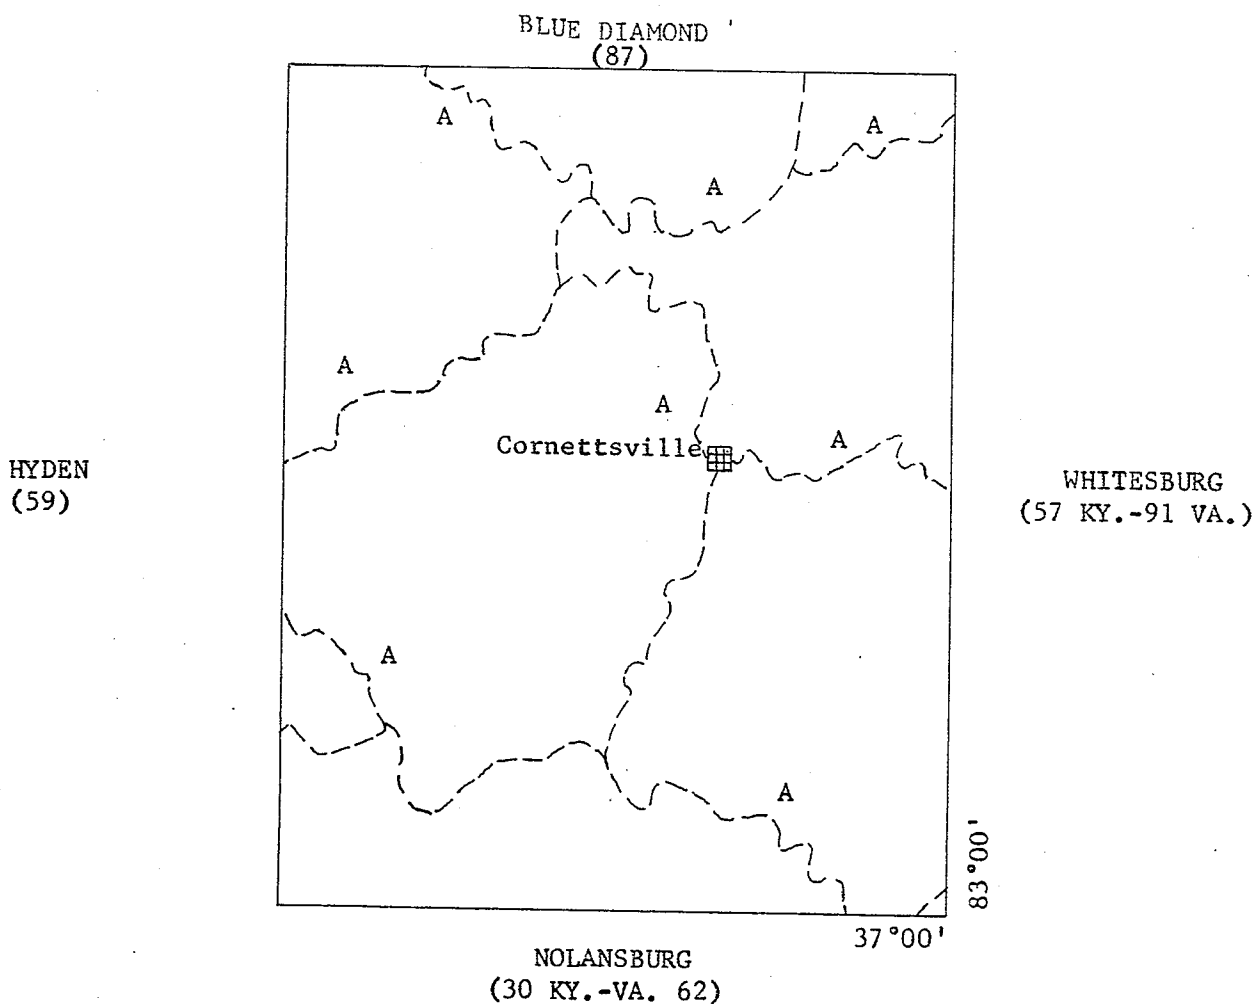 BLUE DIAMOND '
(87)
A
A
A
A
A
Cornettsville
A
HYDEN
(59)
WHITESBURG
(57 KY.-91 VA.)
A
A
83°00'
37°00'
NOLANSBURG
(30 KY.-VA. 62)